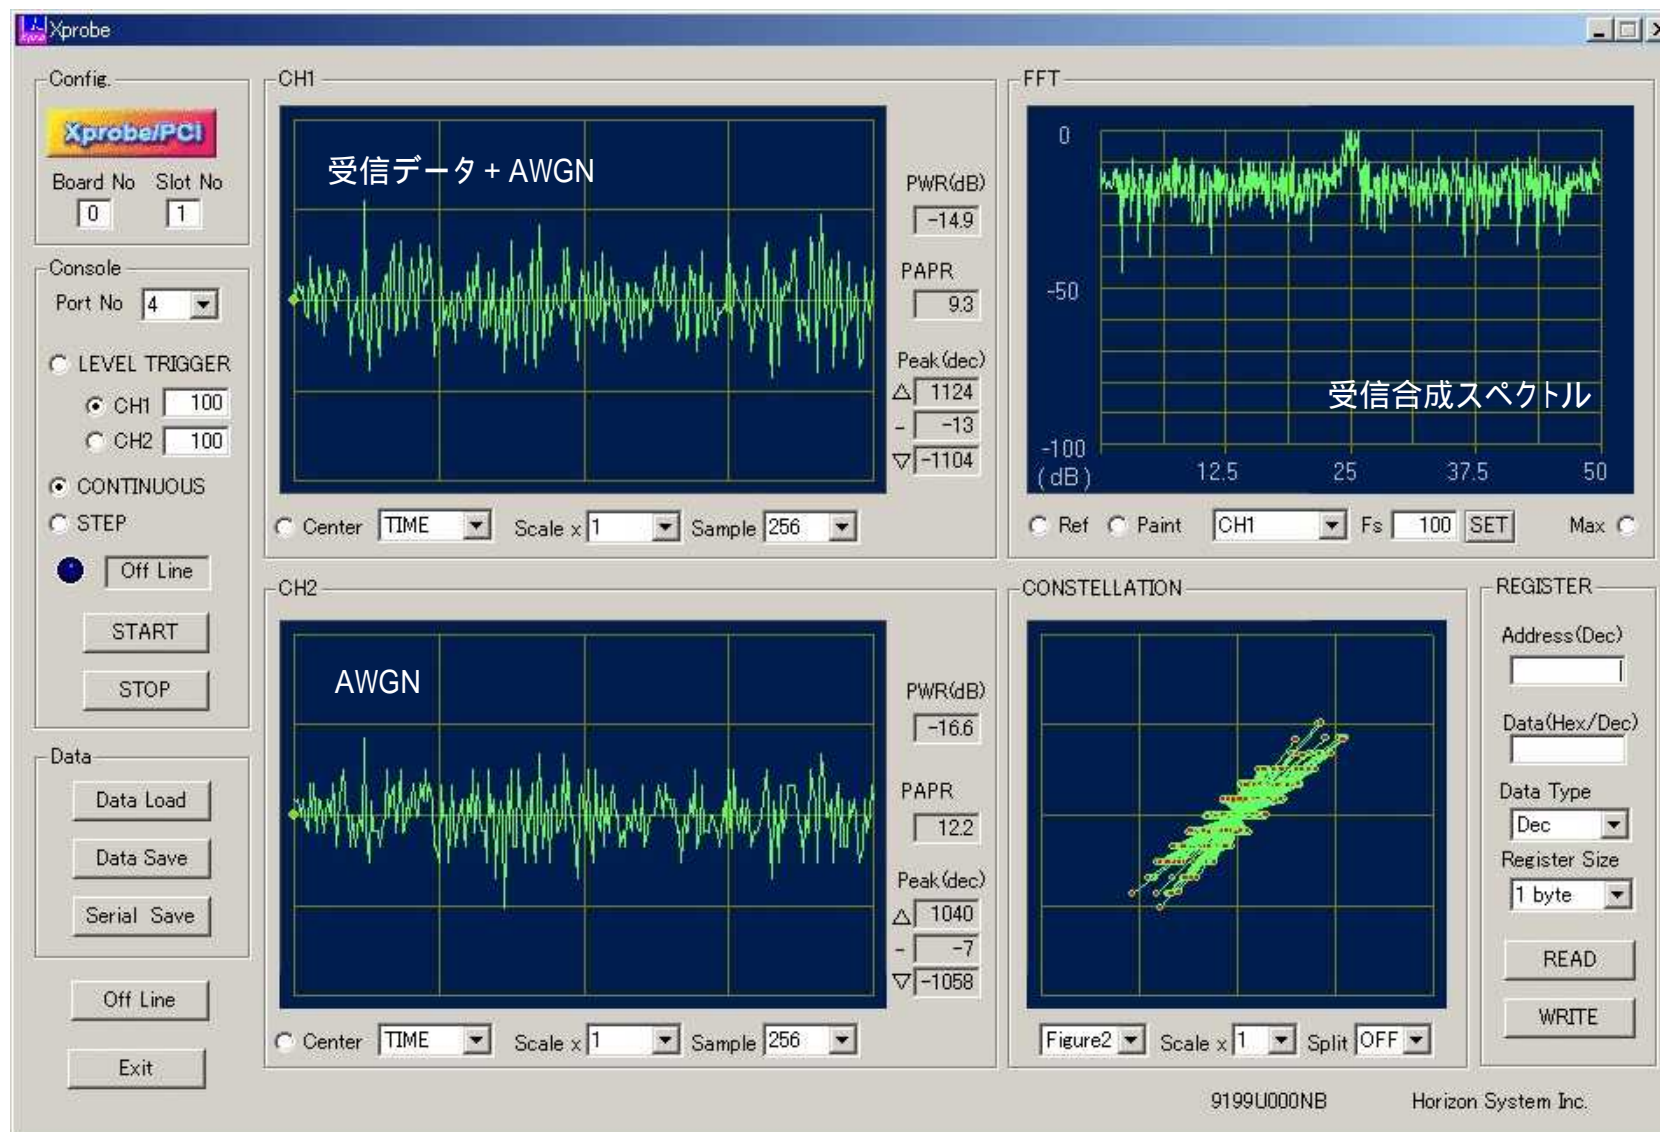 Xprobe
Config.
Xprobe/PCI
Board No Slot No
0 1
Console
Port No 4
LEVEL TRIGGER
CH1 100
CH2 100
CONTINUOUS
STEP
Off Line
START
STOP
Data
Data Load
Data Save
Serial Save
Off Line
Exit
CH1
受信データ + AWGN
PWR(dB)
-14.9
PAPR
9.3
Peak(dec)
△ 1124
- -13
▽ -1104
Center TIME Scale x 1 Sample 256
FFT
0
-50
-100
(dB)
12.5 25 37.5 50
受信合成スペクトル
Ref Paint CH1 Fs 100 SET Max
CH2
AWGN
PWR(dB)
-16.6
PAPR
12.2
Peak(dec)
△ 1040
- -7
▽ -1058
Center TIME Scale x 1 Sample 256
CONSTELLATION
Figure2 Scale x 1 Split OFF
REGISTER
Address(Dec)
Data(Hex/Dec)
Data Type
Dec
Register Size
1 byte
READ
WRITE
9199U000NB Horizon System Inc.